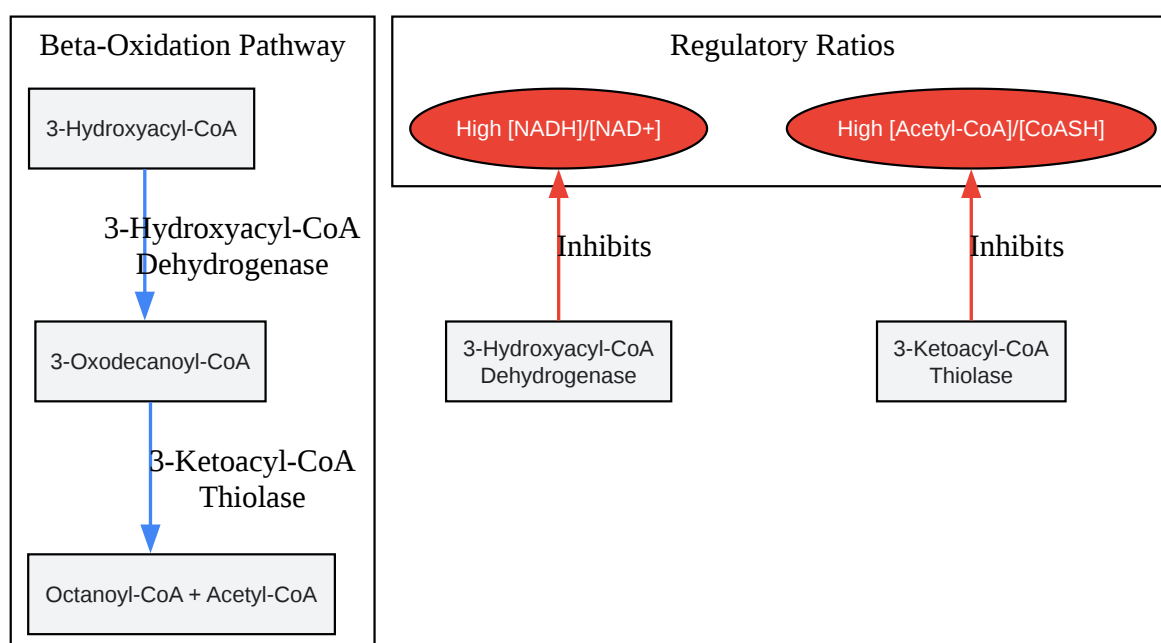 Beta-Oxidation Pathway
3-Hydroxyacyl-CoA
3-Hydroxyacyl-CoA
Dehydrogenase
3-Oxodecanoyl-CoA
3-Ketoacyl-CoA
Thiolase
Octanoyl-CoA + Acetyl-CoA
Regulatory Ratios
High [NADH]/[NAD+]
High [Acetyl-CoA]/[CoASH]
Inhibits
Inhibits
3-Hydroxyacyl-CoA
Dehydrogenase
3-Ketoacyl-CoA
Thiolase